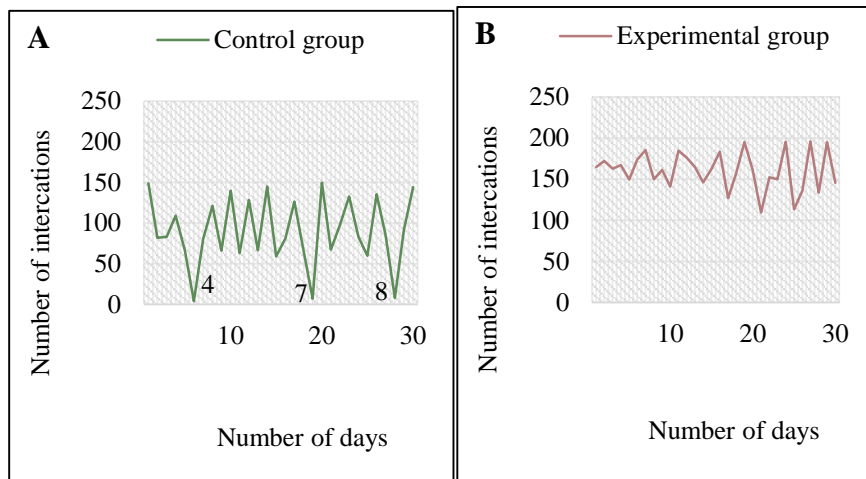 A
Control group
Number of intercations
250
200
150
100
50
0
4
7
8
10
20
30
Number of days
B
Experimental group
Number of intercations
250
200
150
100
50
0
10
20
30
Number of days